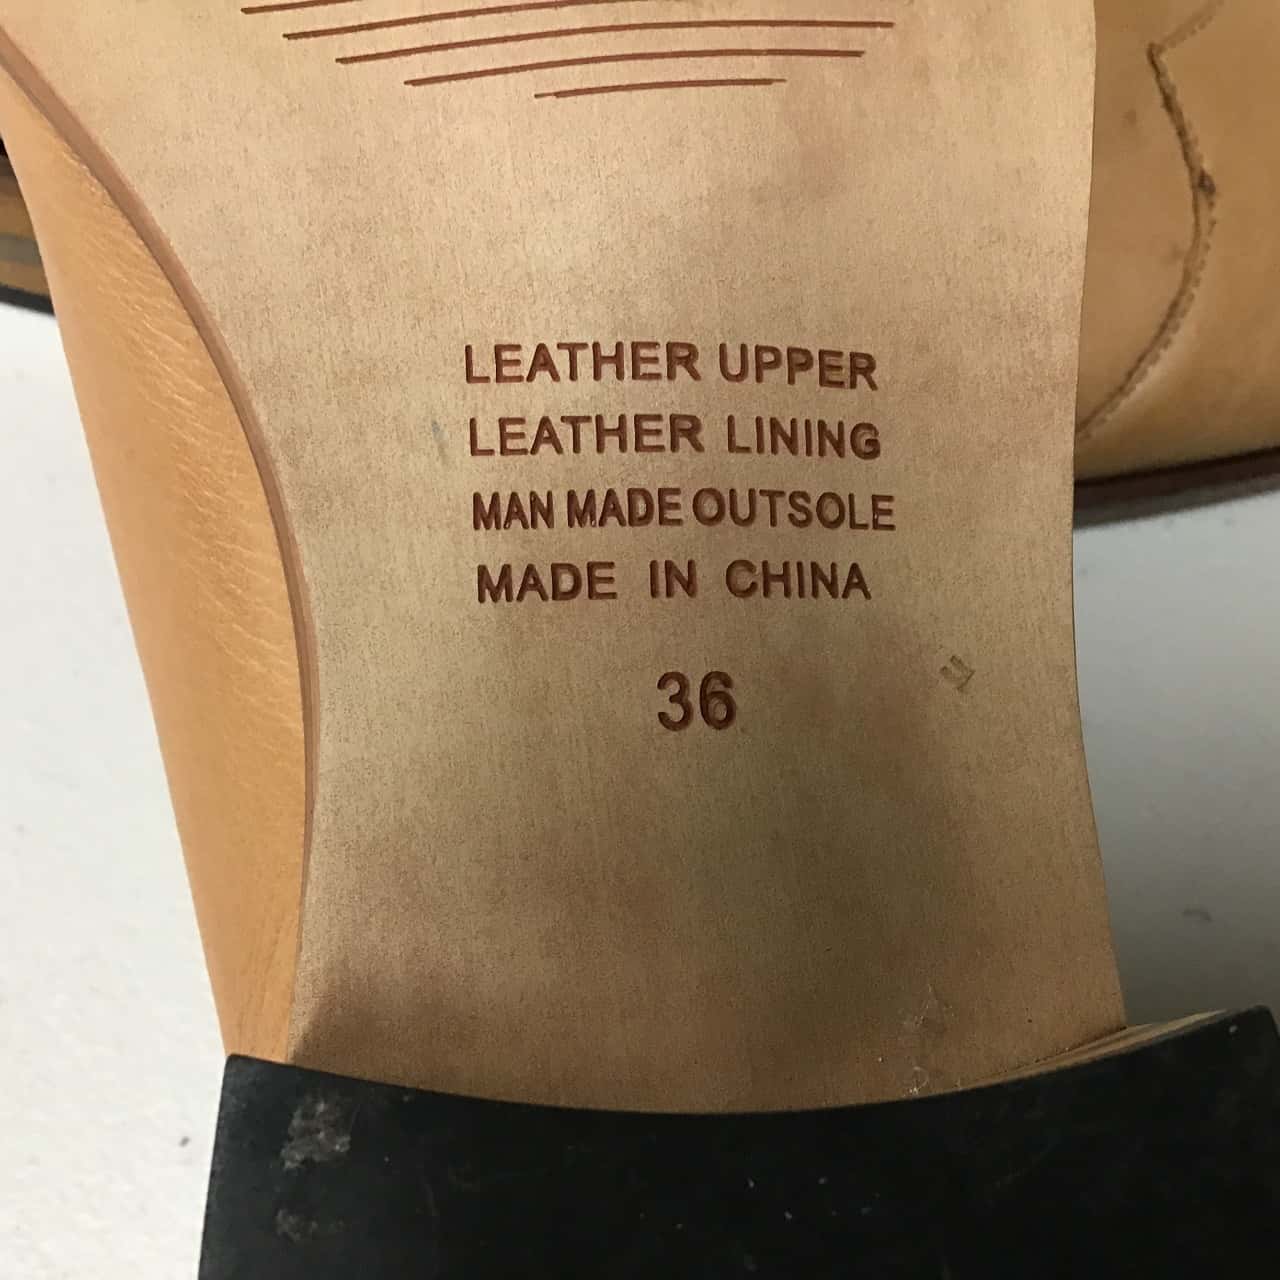 LEATHER UPPER
LEATHER LINING
MAN MADE OUTSOLE
MADE IN CHINA
36